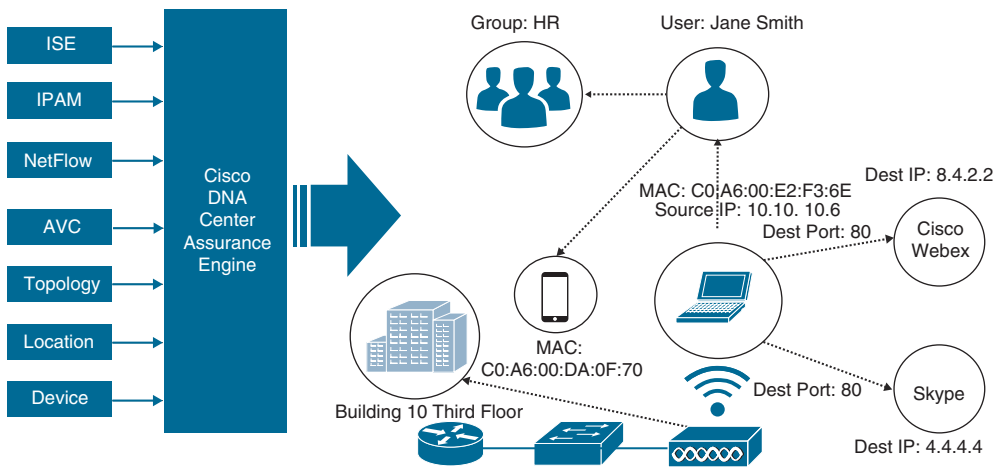 ISE
IPAM
NetFlow
AVC
Topology
Location
Device
Cisco
DNA
Center
Assurance
Engine
Group: HR
User: Jane Smith
MAC: C0:A6:00:E2:F3:6E
Source IP: 10.10. 10.6
Dest Port: 80
Dest IP: 8.4.2.2
Cisco
Webex
MAC:
C0:A6:00:DA:0F:70
Building 10 Third Floor
Dest Port: 80
Skype
Dest IP: 4.4.4.4